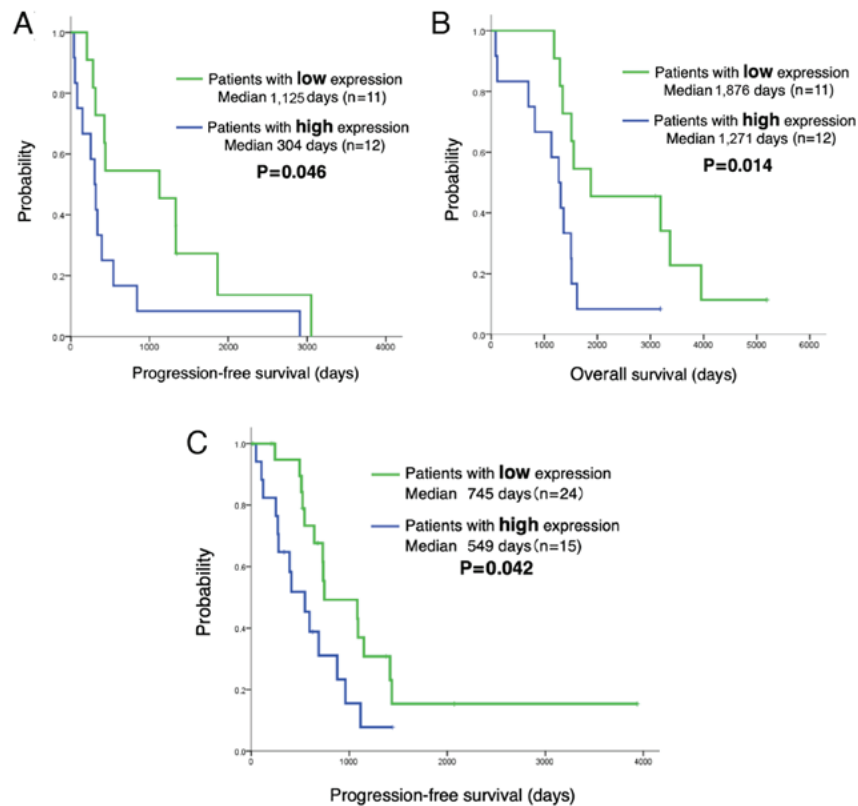 A
Probability
1.0
0.8
0.6
0.4
0.2
0.0
0
1000
2000
3000
4000
Progression-free survival (days)
Patients with low expression
Median 1,125 days (n=11)
Patients with high expression
Median 304 days (n=12)
P=0.046
B
Probability
1.0
0.8
0.6
0.4
0.2
0.0
0
1000
2000
3000
4000
5000
6000
Overall survival (days)
Patients with low expression
Median 1,876 days (n=11)
Patients with high expression
Median 1,271 days (n=12)
P=0.014
C
Probability
1.0
0.8
0.6
0.4
0.2
0.0
0
1000
2000
3000
4000
Progression-free survival (days)
Patients with low expression
Median 745 days (n=24)
Patients with high expression
Median 549 days (n=15)
P=0.042